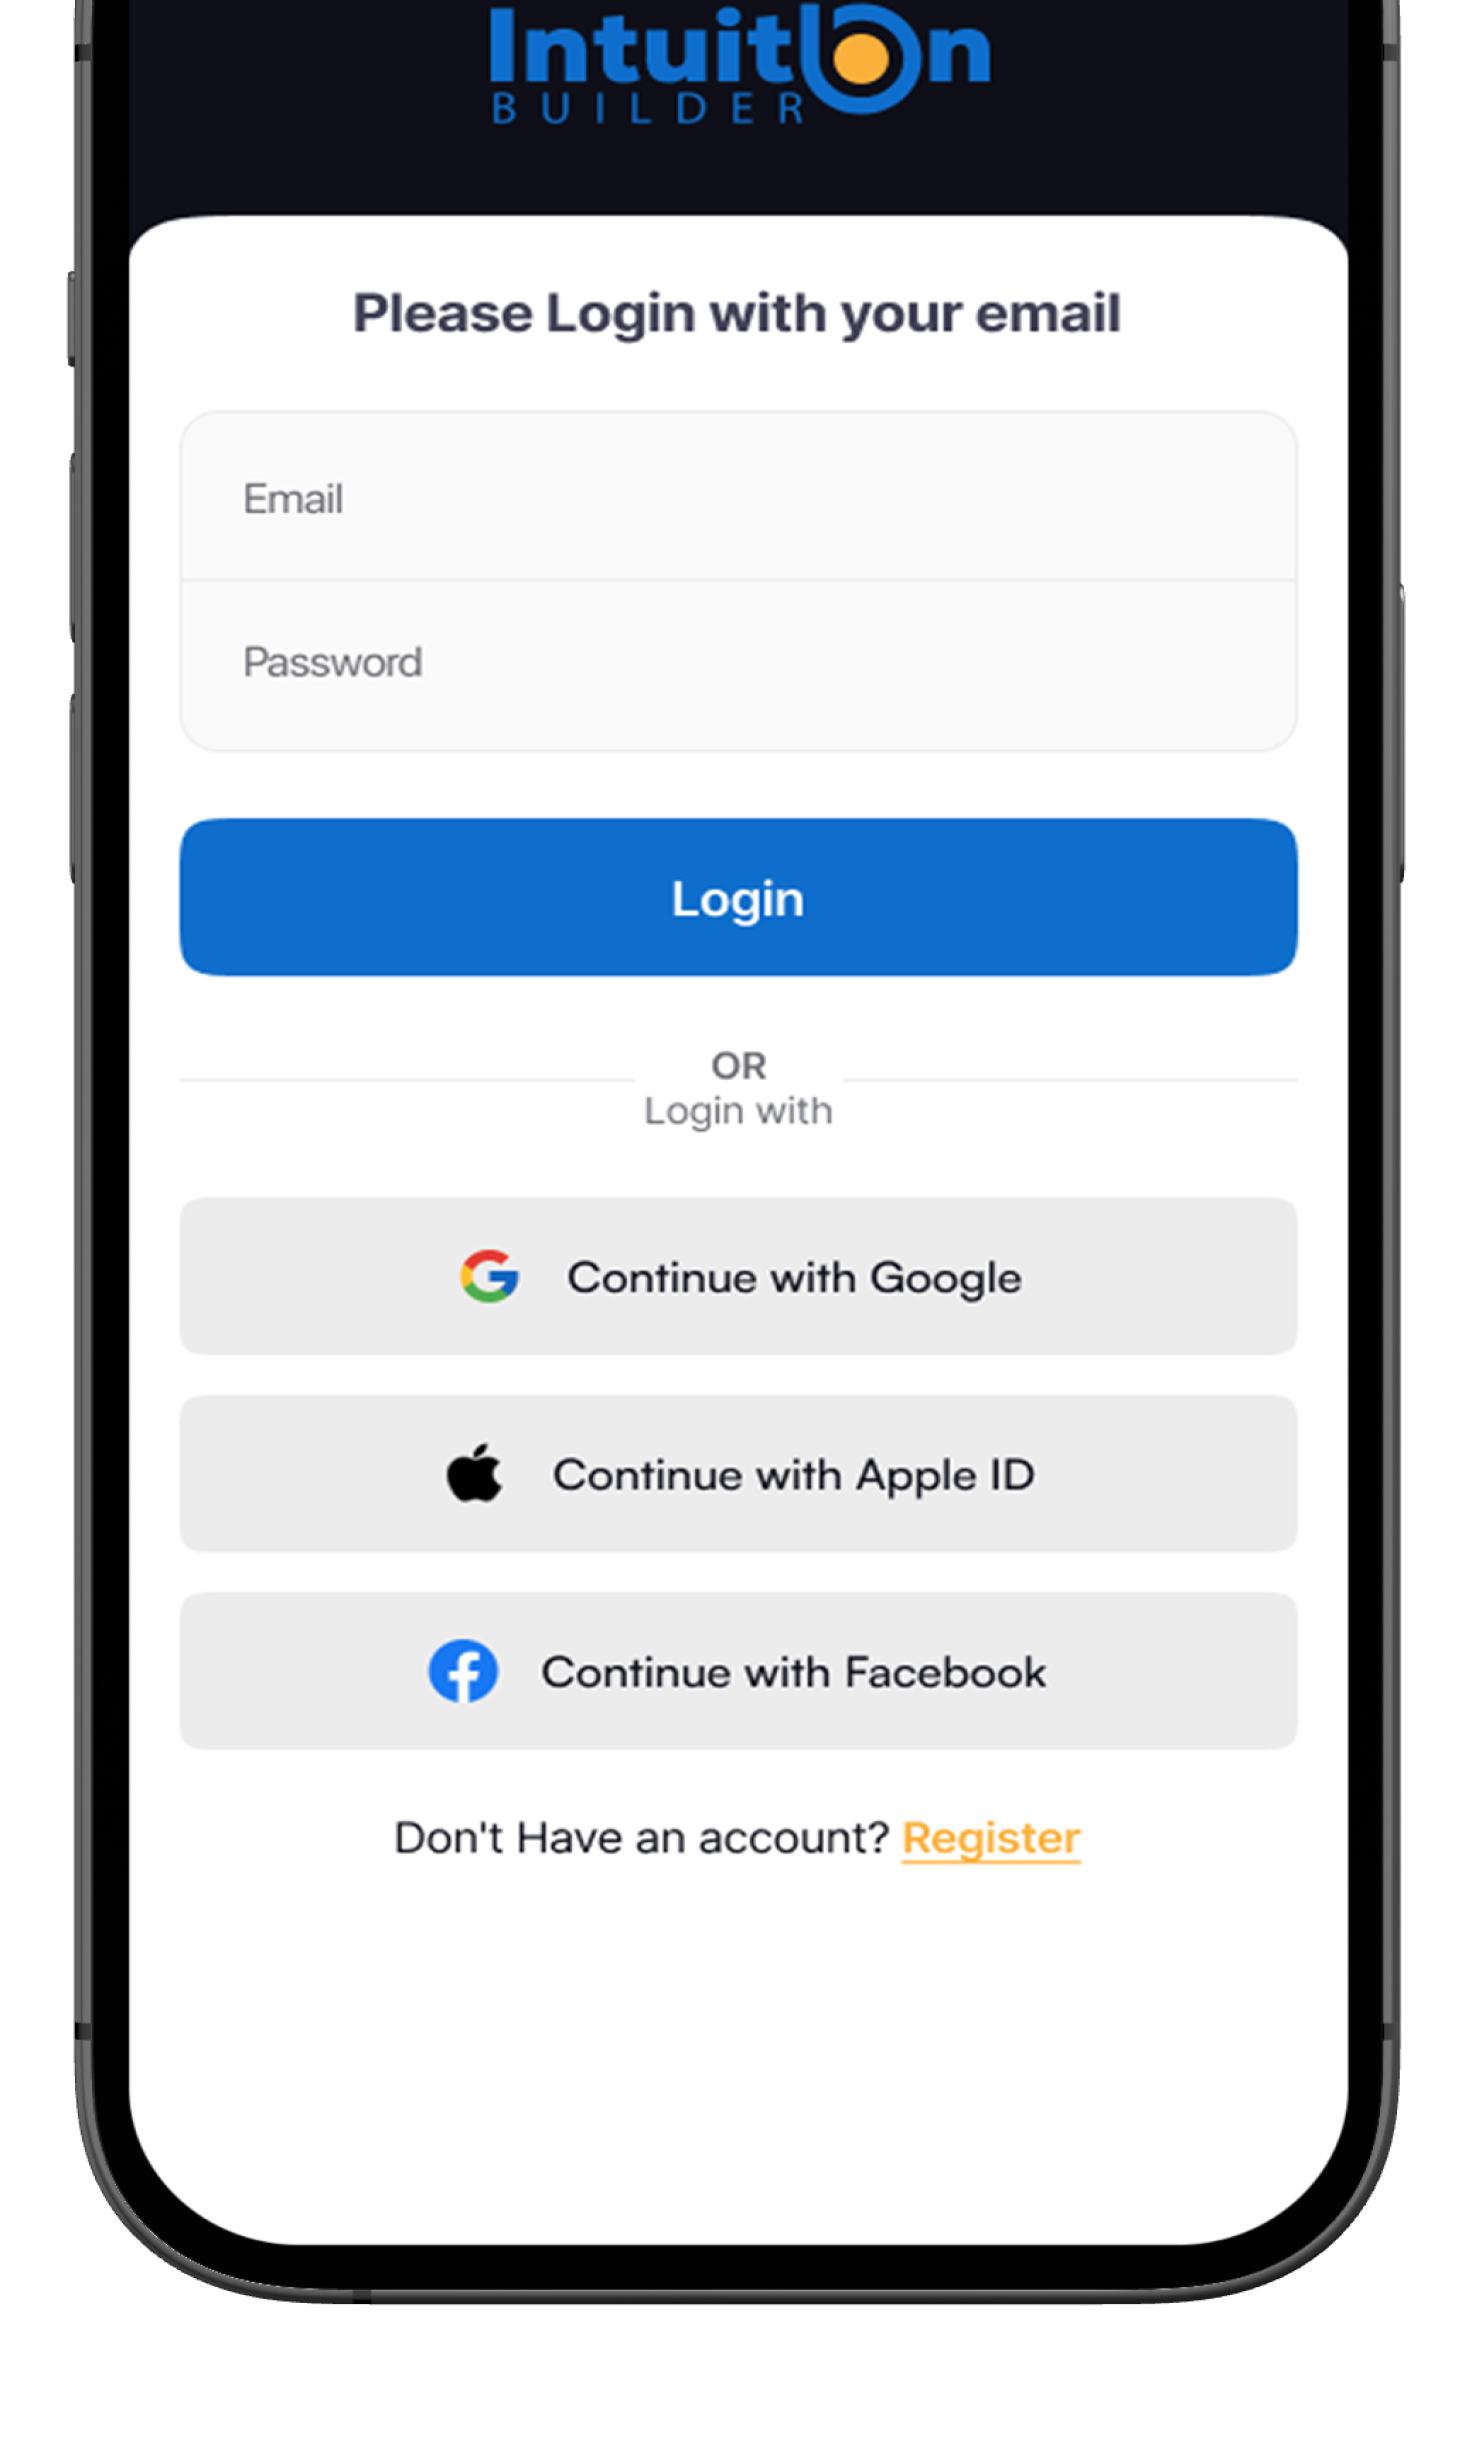 Intuition
BUILDER
Please Login with your email
Email
Password
Login
OR
Login with
Continue with Google
Continue with Apple ID
Continue with Facebook
Don't Have an account? Register